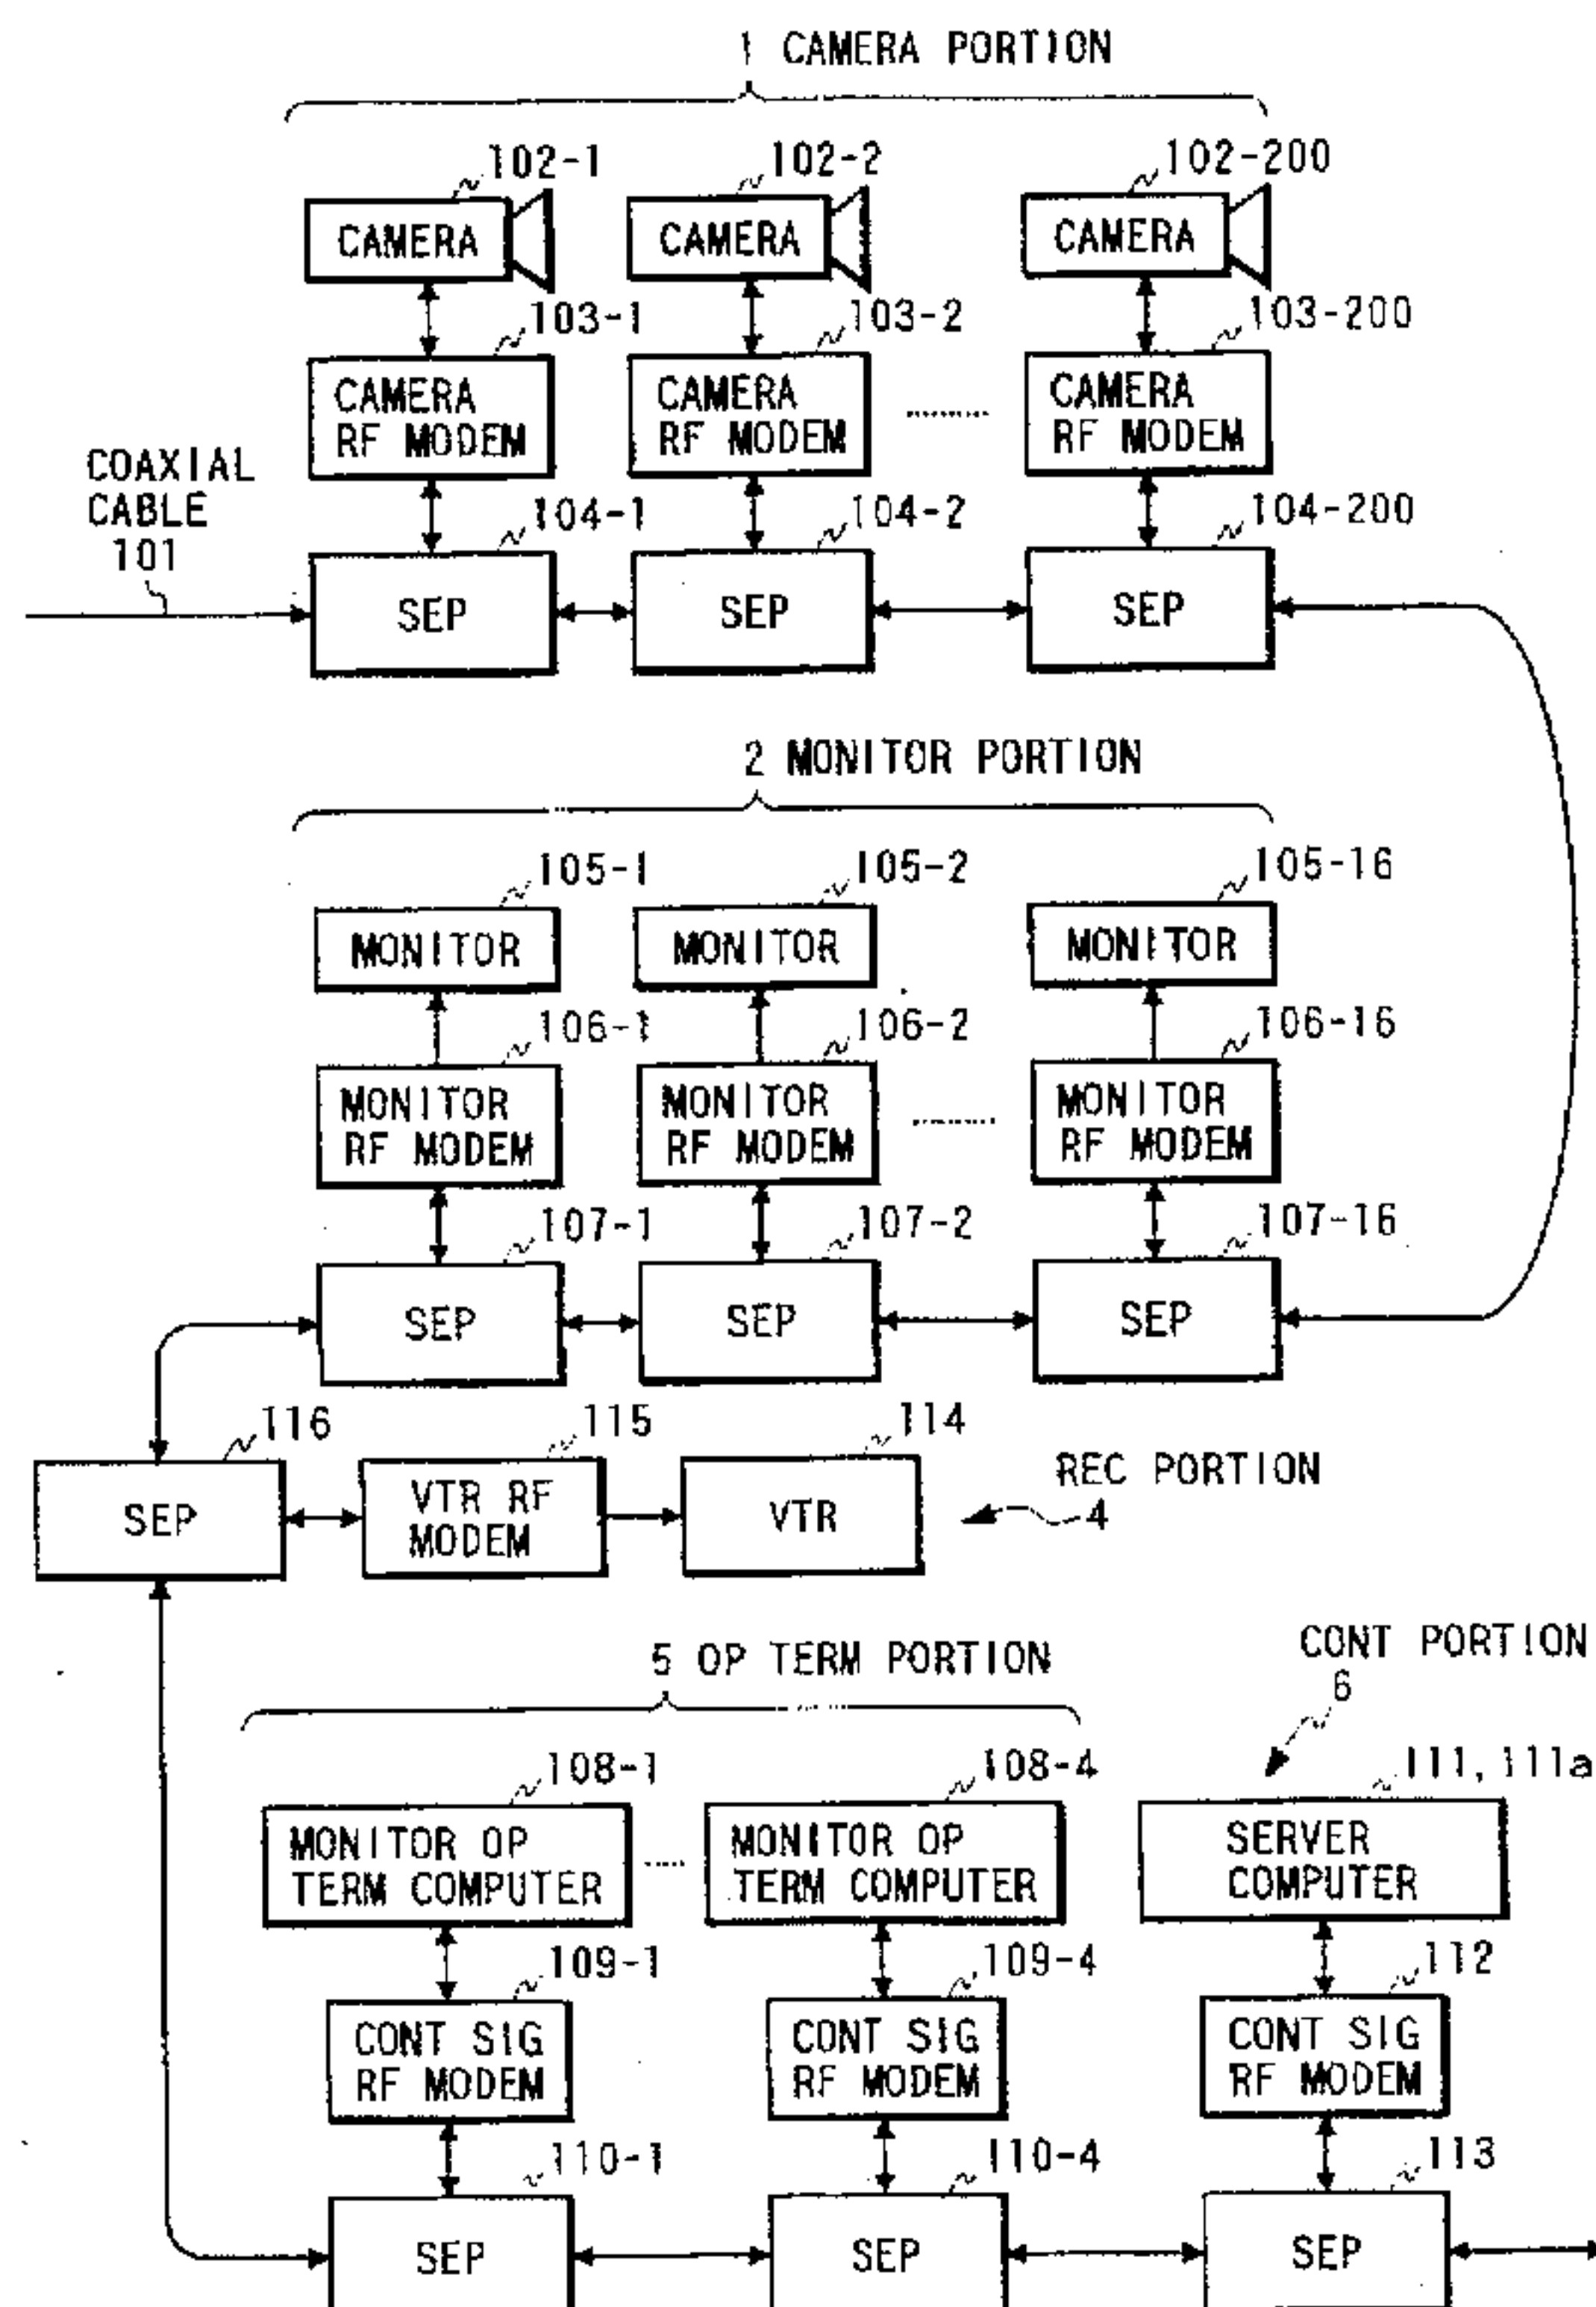 1 CAMERA PORTION
102-1
102-2
102-200
CAMERA
CAMERA
CAMERA
103-1
103-2
103-200
CAMERA
RF MODEM
CAMERA
RF MODEM
CAMERA
RF MODEM
COAXIAL
CABLE
101
104-1
104-2
104-200
SEP
SEP
SEP
2 MONITOR PORTION
105-1
105-2
105-16
MONITOR
MONITOR
MONITOR
106-1
106-2
106-16
MONITOR
RF MODEM
MONITOR
RF MODEM
MONITOR
RF MODEM
107-1
107-2
107-16
SEP
SEP
SEP
116
115
114
SEP
VTR RF
MODEM
VTR
REC PORTION
4
5 OP TERM PORTION
CONT PORTION
6
108-1
108-4
111, 111a
MONITOR OP
TERM COMPUTER
MONITOR OP
TERM COMPUTER
SERVER
COMPUTER
109-1
109-4
112
CONT SIG
RF MODEM
CONT SIG
RF MODEM
CONT SIG
RF MODEM
110-1
110-4
113
SEP
SEP
SEP